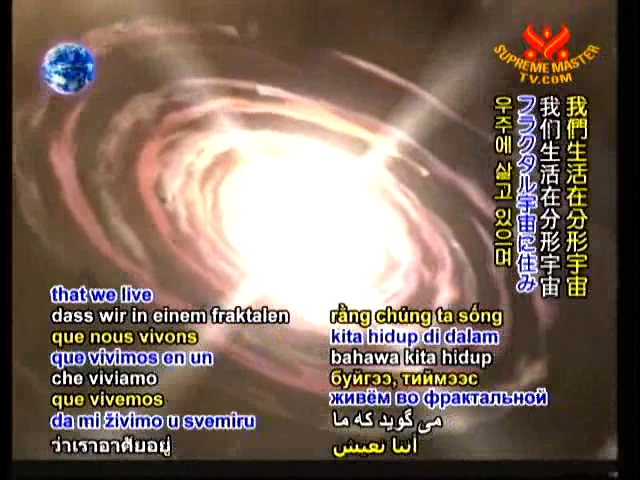 SUPREME MASTER
TV.COM
我們生活在分形宇宙
我们生活在分形宇宙
フラクタル宇宙に住み
우주에 살고 있으며
that we live
dass wir in einem fraktalen
que nous vivons
que vivimos en un
che viviamo
que vivemos
da mi živimo u svemiru
ว่าเราอาศัยอยู่
rằng chúng ta sống
kita hidup di dalam
bahawa kita hidup
буйгээ, тиймээс
живём во фрактальной
می گوید که ما
أننا نعيش